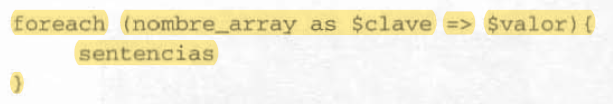 foreach (nombre_array as $clave => $valor){
sentencias
}